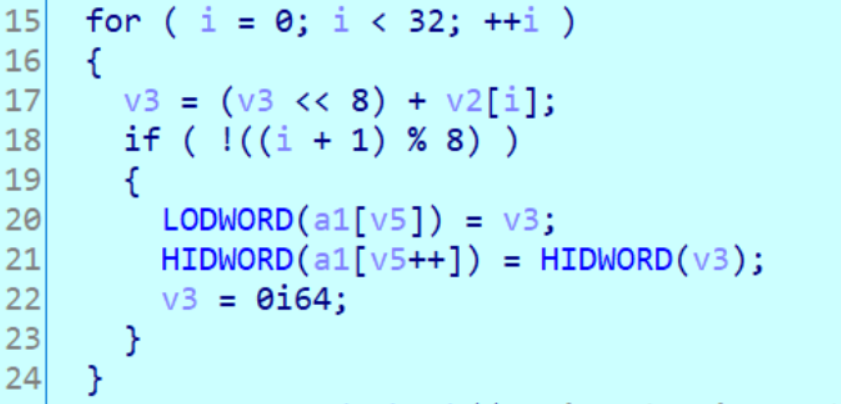 15 for ( i = 0; i < 32; ++i )
16 {
17 v3 = (v3 << 8) + v2[i];
18 if ( !((i + 1) % 8) )
19 {
20 LODWORD(a1[v5]) = v3;
21 HIDWORD(a1[v5++]) = HIDWORD(v3);
22 v3 = 0i64;
23 }
24 }